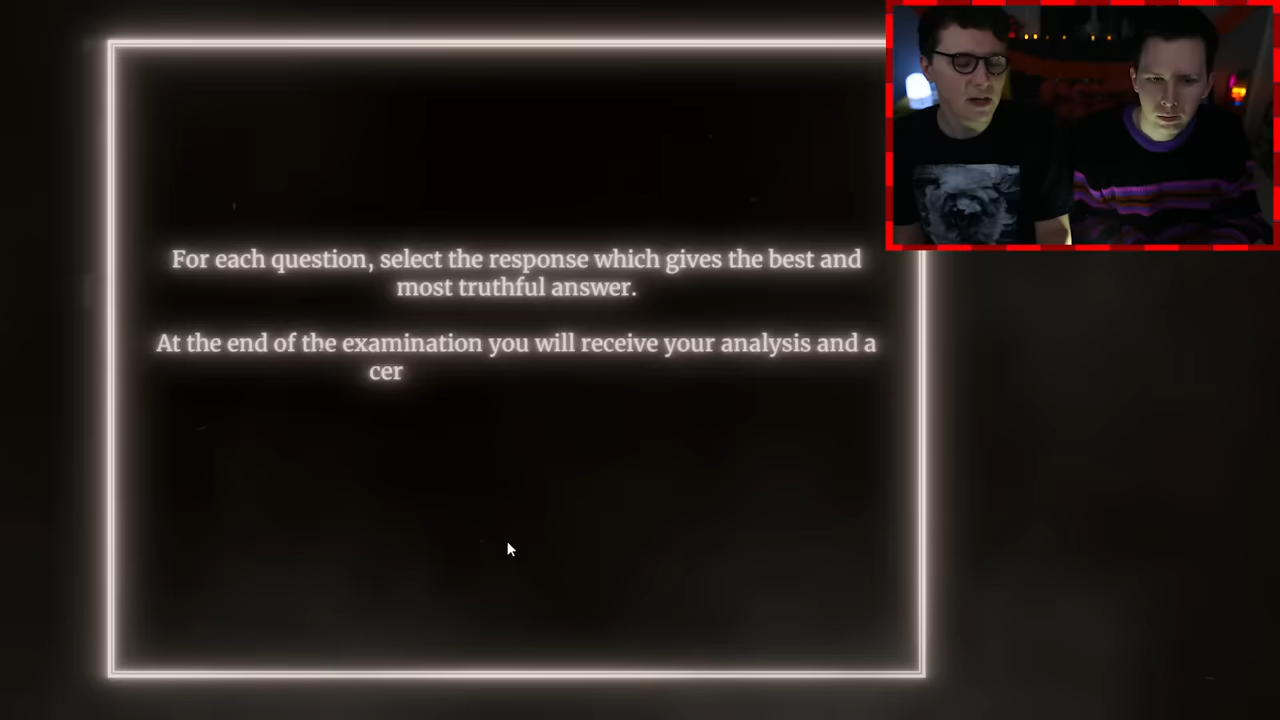 For each question, select the response which gives the best and
most truthful answer.
At the end of the examination you will receive your analysis and a
cer